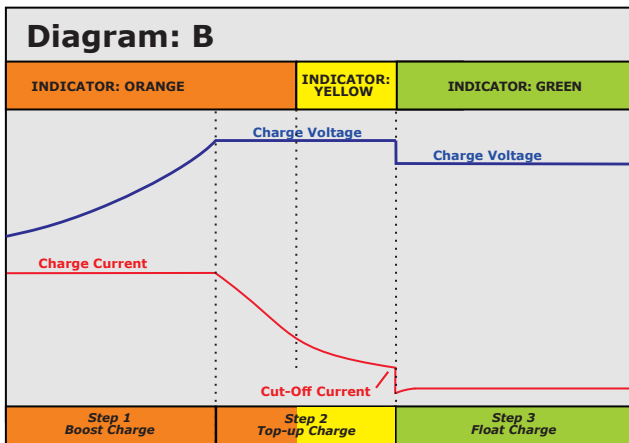 Diagram: B
INDICATOR: ORANGE
INDICATOR:
YELLOW
INDICATOR: GREEN
Charge Voltage
Charge Voltage
Charge Current
Cut-Off Current
Step 1
Boost Charge
Step 2
Top-up Charge
Step 3
Float Charge